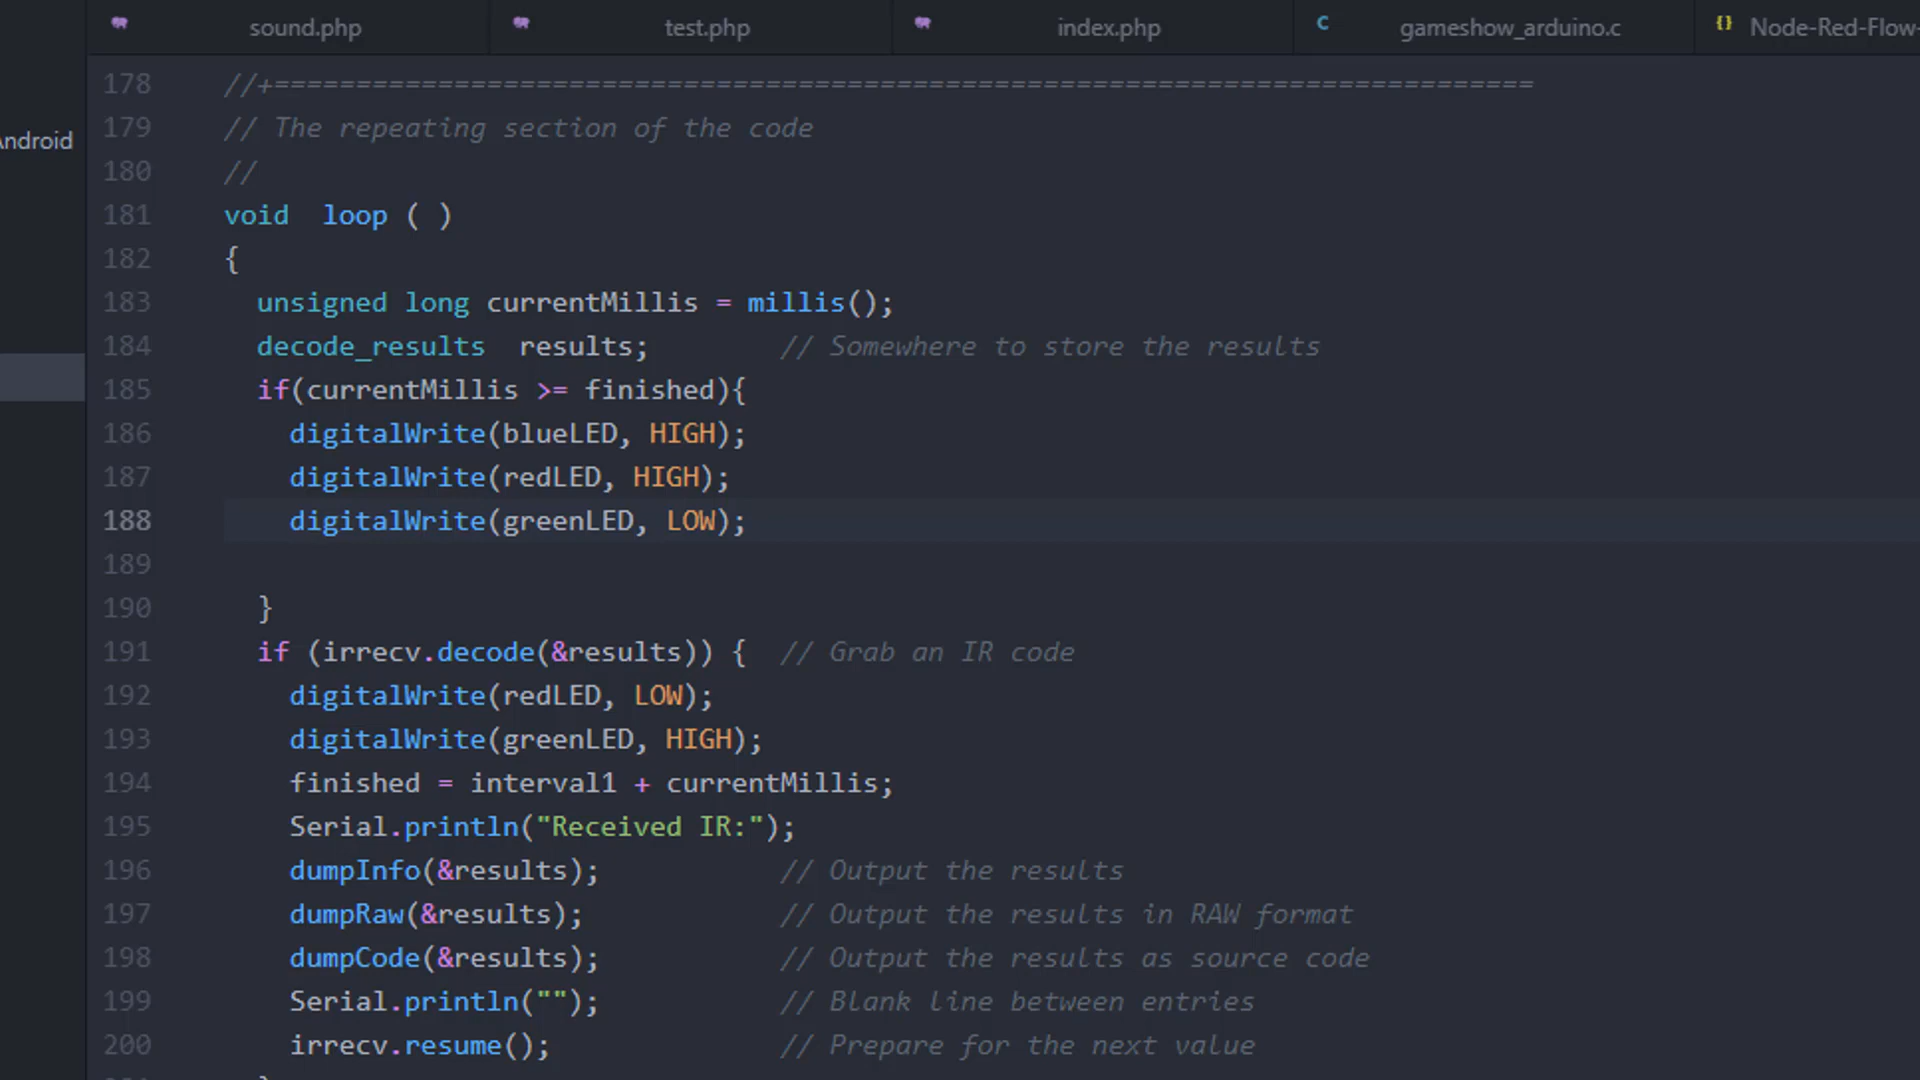 sound.php
test.php
index.php
C gameshow_arduino.c
{} Node-Red-Flow-
Android
178 //+=============================================================================
179 // The repeating section of the code
180 //
181 void  loop ( )
182 {
183   unsigned long currentMillis = millis();
184   decode_results  results;        // Somewhere to store the results
185   if(currentMillis >= finished){
186     digitalWrite(blueLED, HIGH);
187     digitalWrite(redLED, HIGH);
188     digitalWrite(greenLED, LOW);
189
190   }
191   if (irrecv.decode(&results)) {  // Grab an IR code
192     digitalWrite(redLED, LOW);
193     digitalWrite(greenLED, HIGH);
194     finished = interval1 + currentMillis;
195     Serial.println("Received IR:");
196     dumpInfo(&results);           // Output the results
197     dumpRaw(&results);            // Output the results in RAW format
198     dumpCode(&results);           // Output the results as source code
199     Serial.println("");           // Blank line between entries
200     irrecv.resume();              // Prepare for the next value